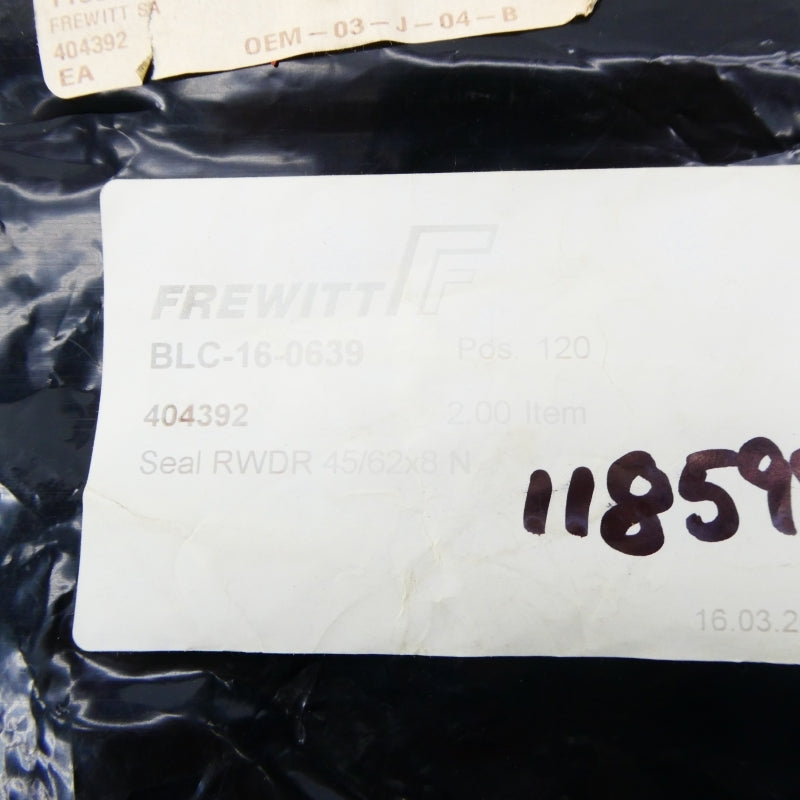 FREWITT SA
404392
EA
OEM-03-J-04-B
FREWITT
BLC-16-0639 Pos. 120
404392 2.00 Item
Seal RWDR 45/62x8 N
11859
16.03.2